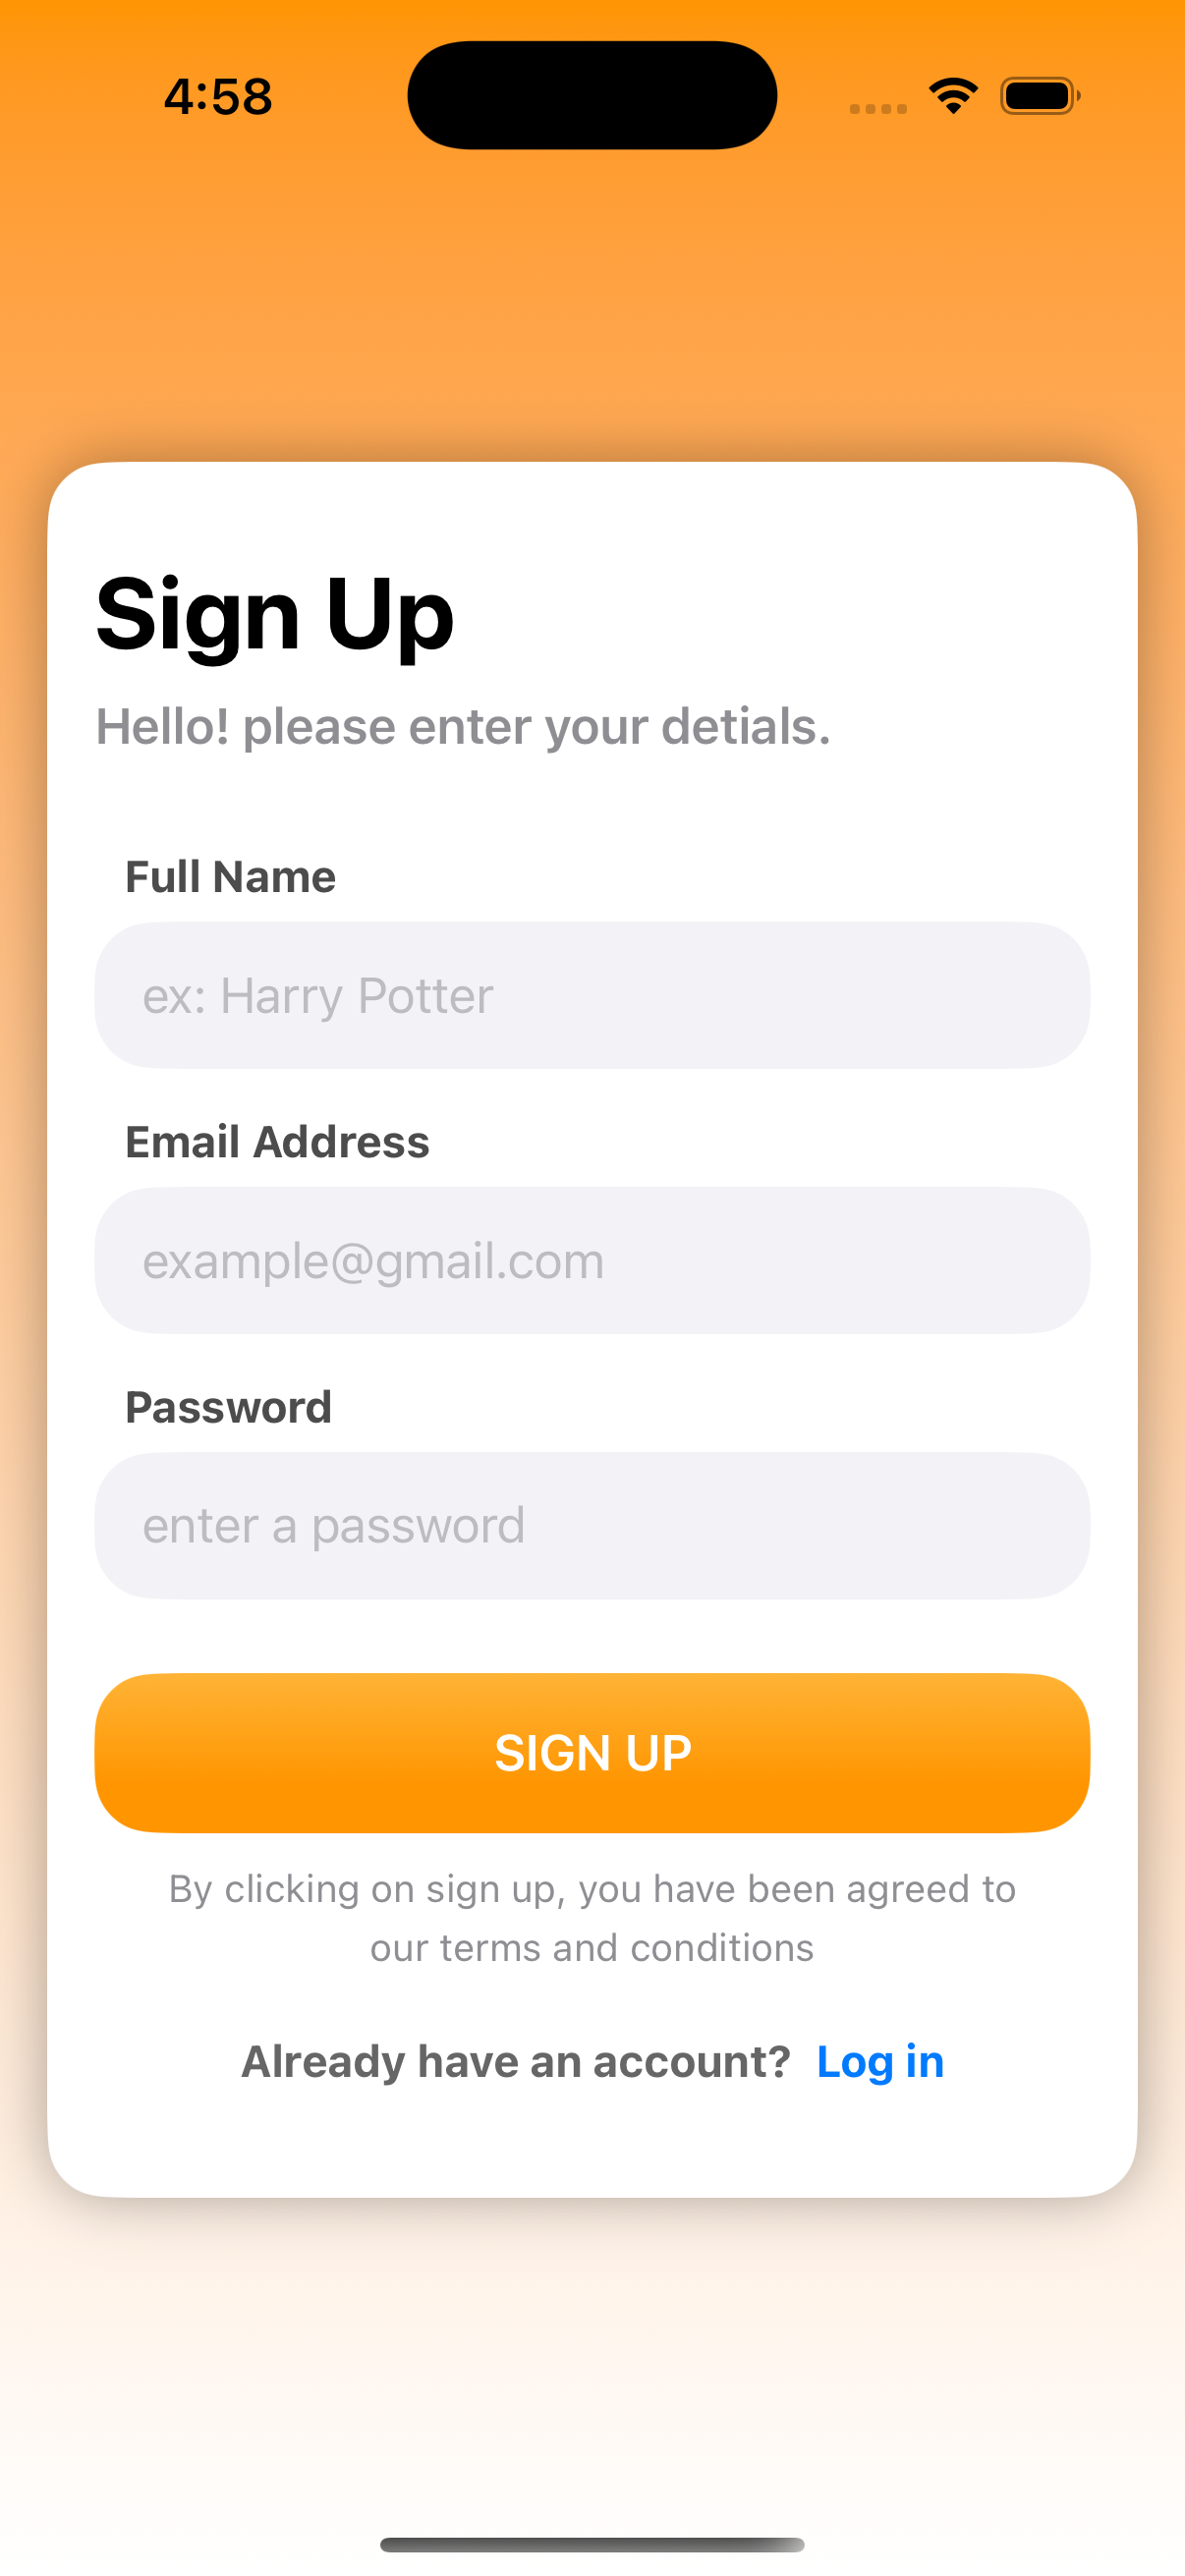 4:58
Sign Up
Hello! please enter your detials.
Full Name
ex: Harry Potter
Email Address
example@gmail.com
Password
enter a password
SIGN UP
By clicking on sign up, you have been agreed to
our terms and conditions
Already have an account? Log in